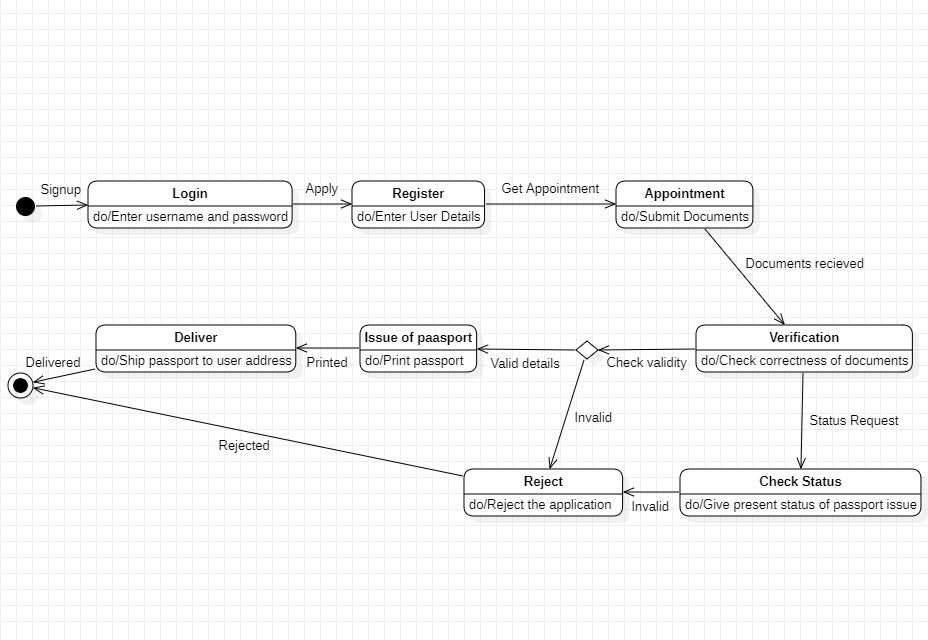 Signup
Login
do/Enter username and password
Apply
Register
do/Enter User Details
Get Appointment
Appointment
do/Submit Documents
Documents recieved
Verification
do/Check correctness of documents
Check validity
Valid details
Issue of paasport
do/Print passport
Printed
Deliver
do/Ship passport to user address
Delivered
Invalid
Status Request
Check Status
do/Give present status of passport issue
Invalid
Reject
do/Reject the application
Rejected